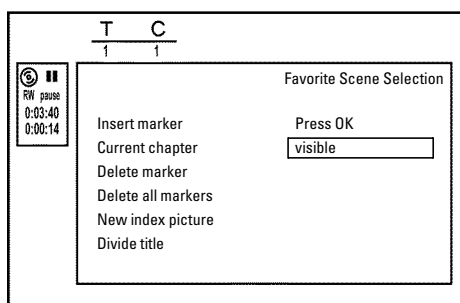 T C
1 1
RW pause
0:03:40
0:00:14
Favorite Scene Selection
Insert marker Press OK
Current chapter visible
Delete marker
Delete all markers
New index picture
Divide title